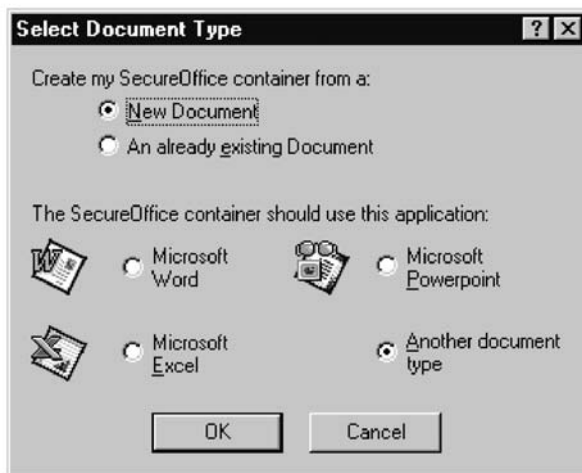 Select Document Type
Create my SecureOffice container from a:
New Document
An already existing Document
The SecureOffice container should use this application:
Microsoft
Word
Microsoft
Powerpoint
Microsoft
Excel
Another document
type
OK
Cancel